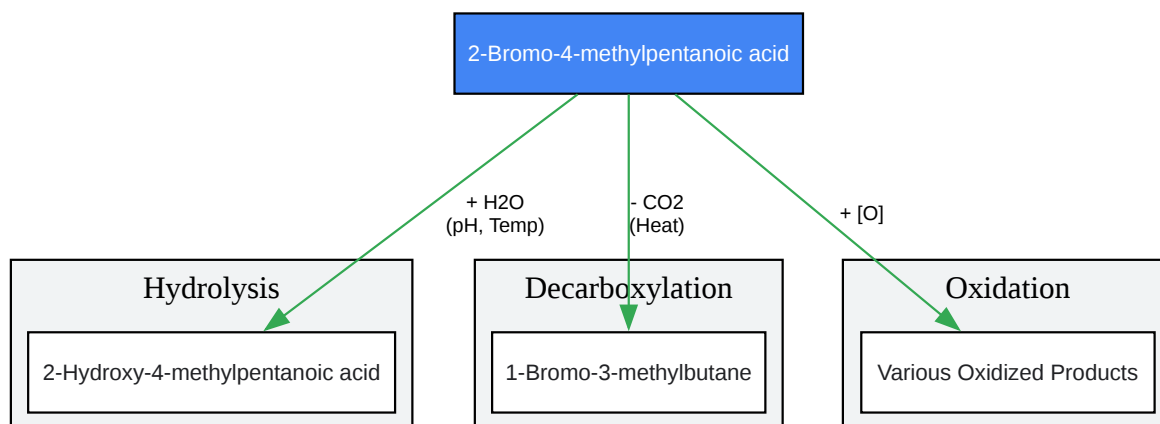 2-Bromo-4-methylpentanoic acid
+ H2O
(pH, Temp)
- CO2
(Heat)
+ [O]
Hydrolysis
Decarboxylation
Oxidation
2-Hydroxy-4-methylpentanoic acid
1-Bromo-3-methylbutane
Various Oxidized Products